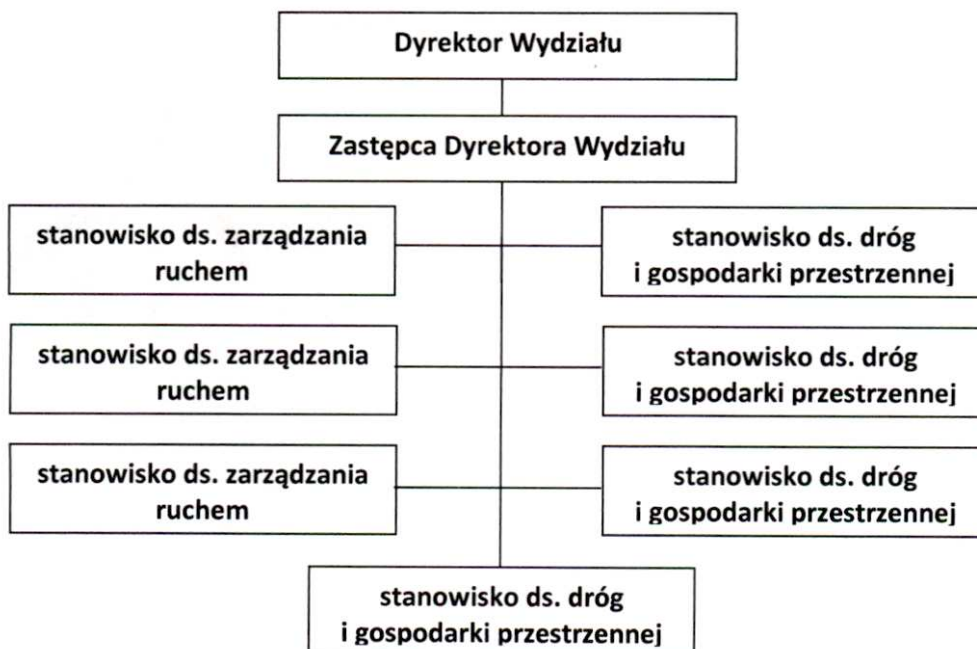 Dyrektor Wydziału
Zastępca Dyrektora Wydziału
stanowisko ds. zarządzania
ruchem
stanowisko ds. dróg
i gospodarki przestrzennej
stanowisko ds. zarządzania
ruchem
stanowisko ds. dróg
i gospodarki przestrzennej
stanowisko ds. zarządzania
ruchem
stanowisko ds. dróg
i gospodarki przestrzennej
stanowisko ds. dróg
i gospodarki przestrzennej